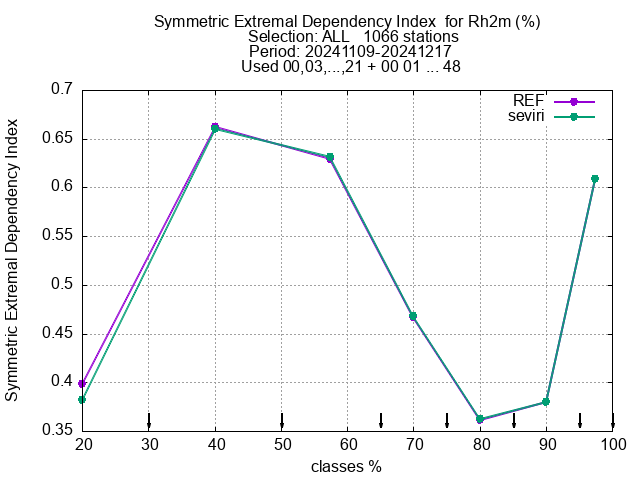 Symmetric Extremal Dependency Index  for Rh2m (%)
Selection: ALL   1066 stations
Period: 20241109-20241217
Used 00,03,...,21 + 00 01 ... 48
REF
seviri
Symmetric Extremal Dependency Index
0.7
0.65
0.6
0.55
0.5
0.45
0.4
0.35
20 30 40 50 60 70 80 90 100
classes %